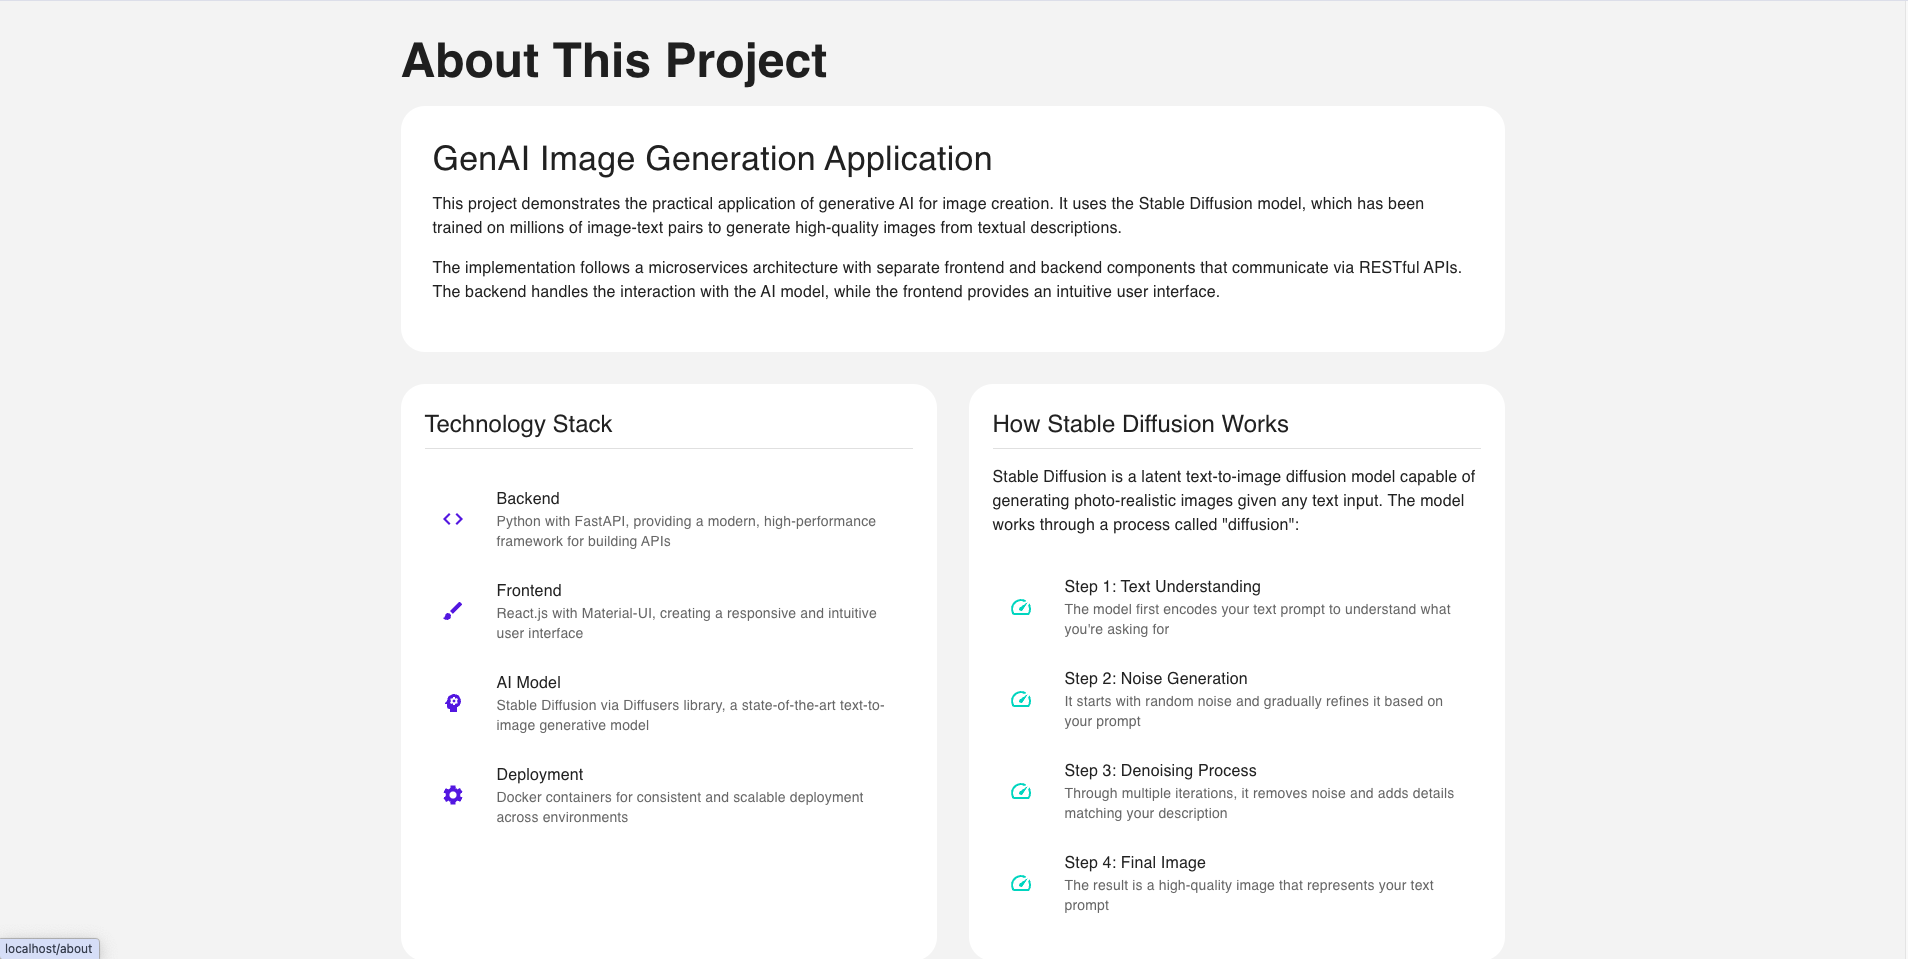 About This Project
GenAI Image Generation Application
This project demonstrates the practical application of generative AI for image creation. It uses the Stable Diffusion model, which has been
trained on millions of image-text pairs to generate high-quality images from textual descriptions.
The implementation follows a microservices architecture with separate frontend and backend components that communicate via RESTful APIs.
The backend handles the interaction with the AI model, while the frontend provides an intuitive user interface.
Technology Stack
Backend
Python with FastAPI, providing a modern, high-performance
framework for building APIs
Frontend
React.js with Material-UI, creating a responsive and intuitive
user interface
AI Model
Stable Diffusion via Diffusers library, a state-of-the-art text-to-
image generative model
Deployment
Docker containers for consistent and scalable deployment
across environments
How Stable Diffusion Works
Stable Diffusion is a latent text-to-image diffusion model capable of
generating photo-realistic images given any text input. The model
works through a process called "diffusion":
Step 1: Text Understanding
The model first encodes your text prompt to understand what
you're asking for
Step 2: Noise Generation
It starts with random noise and gradually refines it based on
your prompt
Step 3: Denoising Process
Through multiple iterations, it removes noise and adds details
matching your description
Step 4: Final Image
The result is a high-quality image that represents your text
prompt
localhost/about